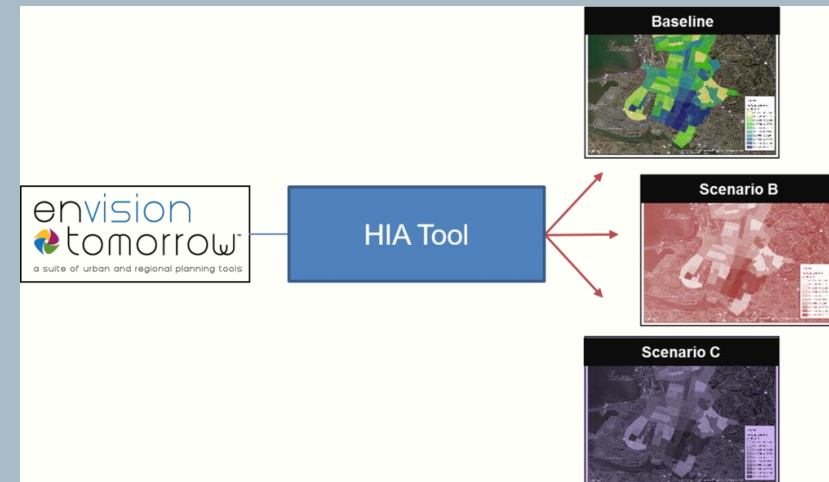 Baseline
envision
tomorrow
a suite of urban and regional planning tools
HIA Tool
Scenario B
Scenario C